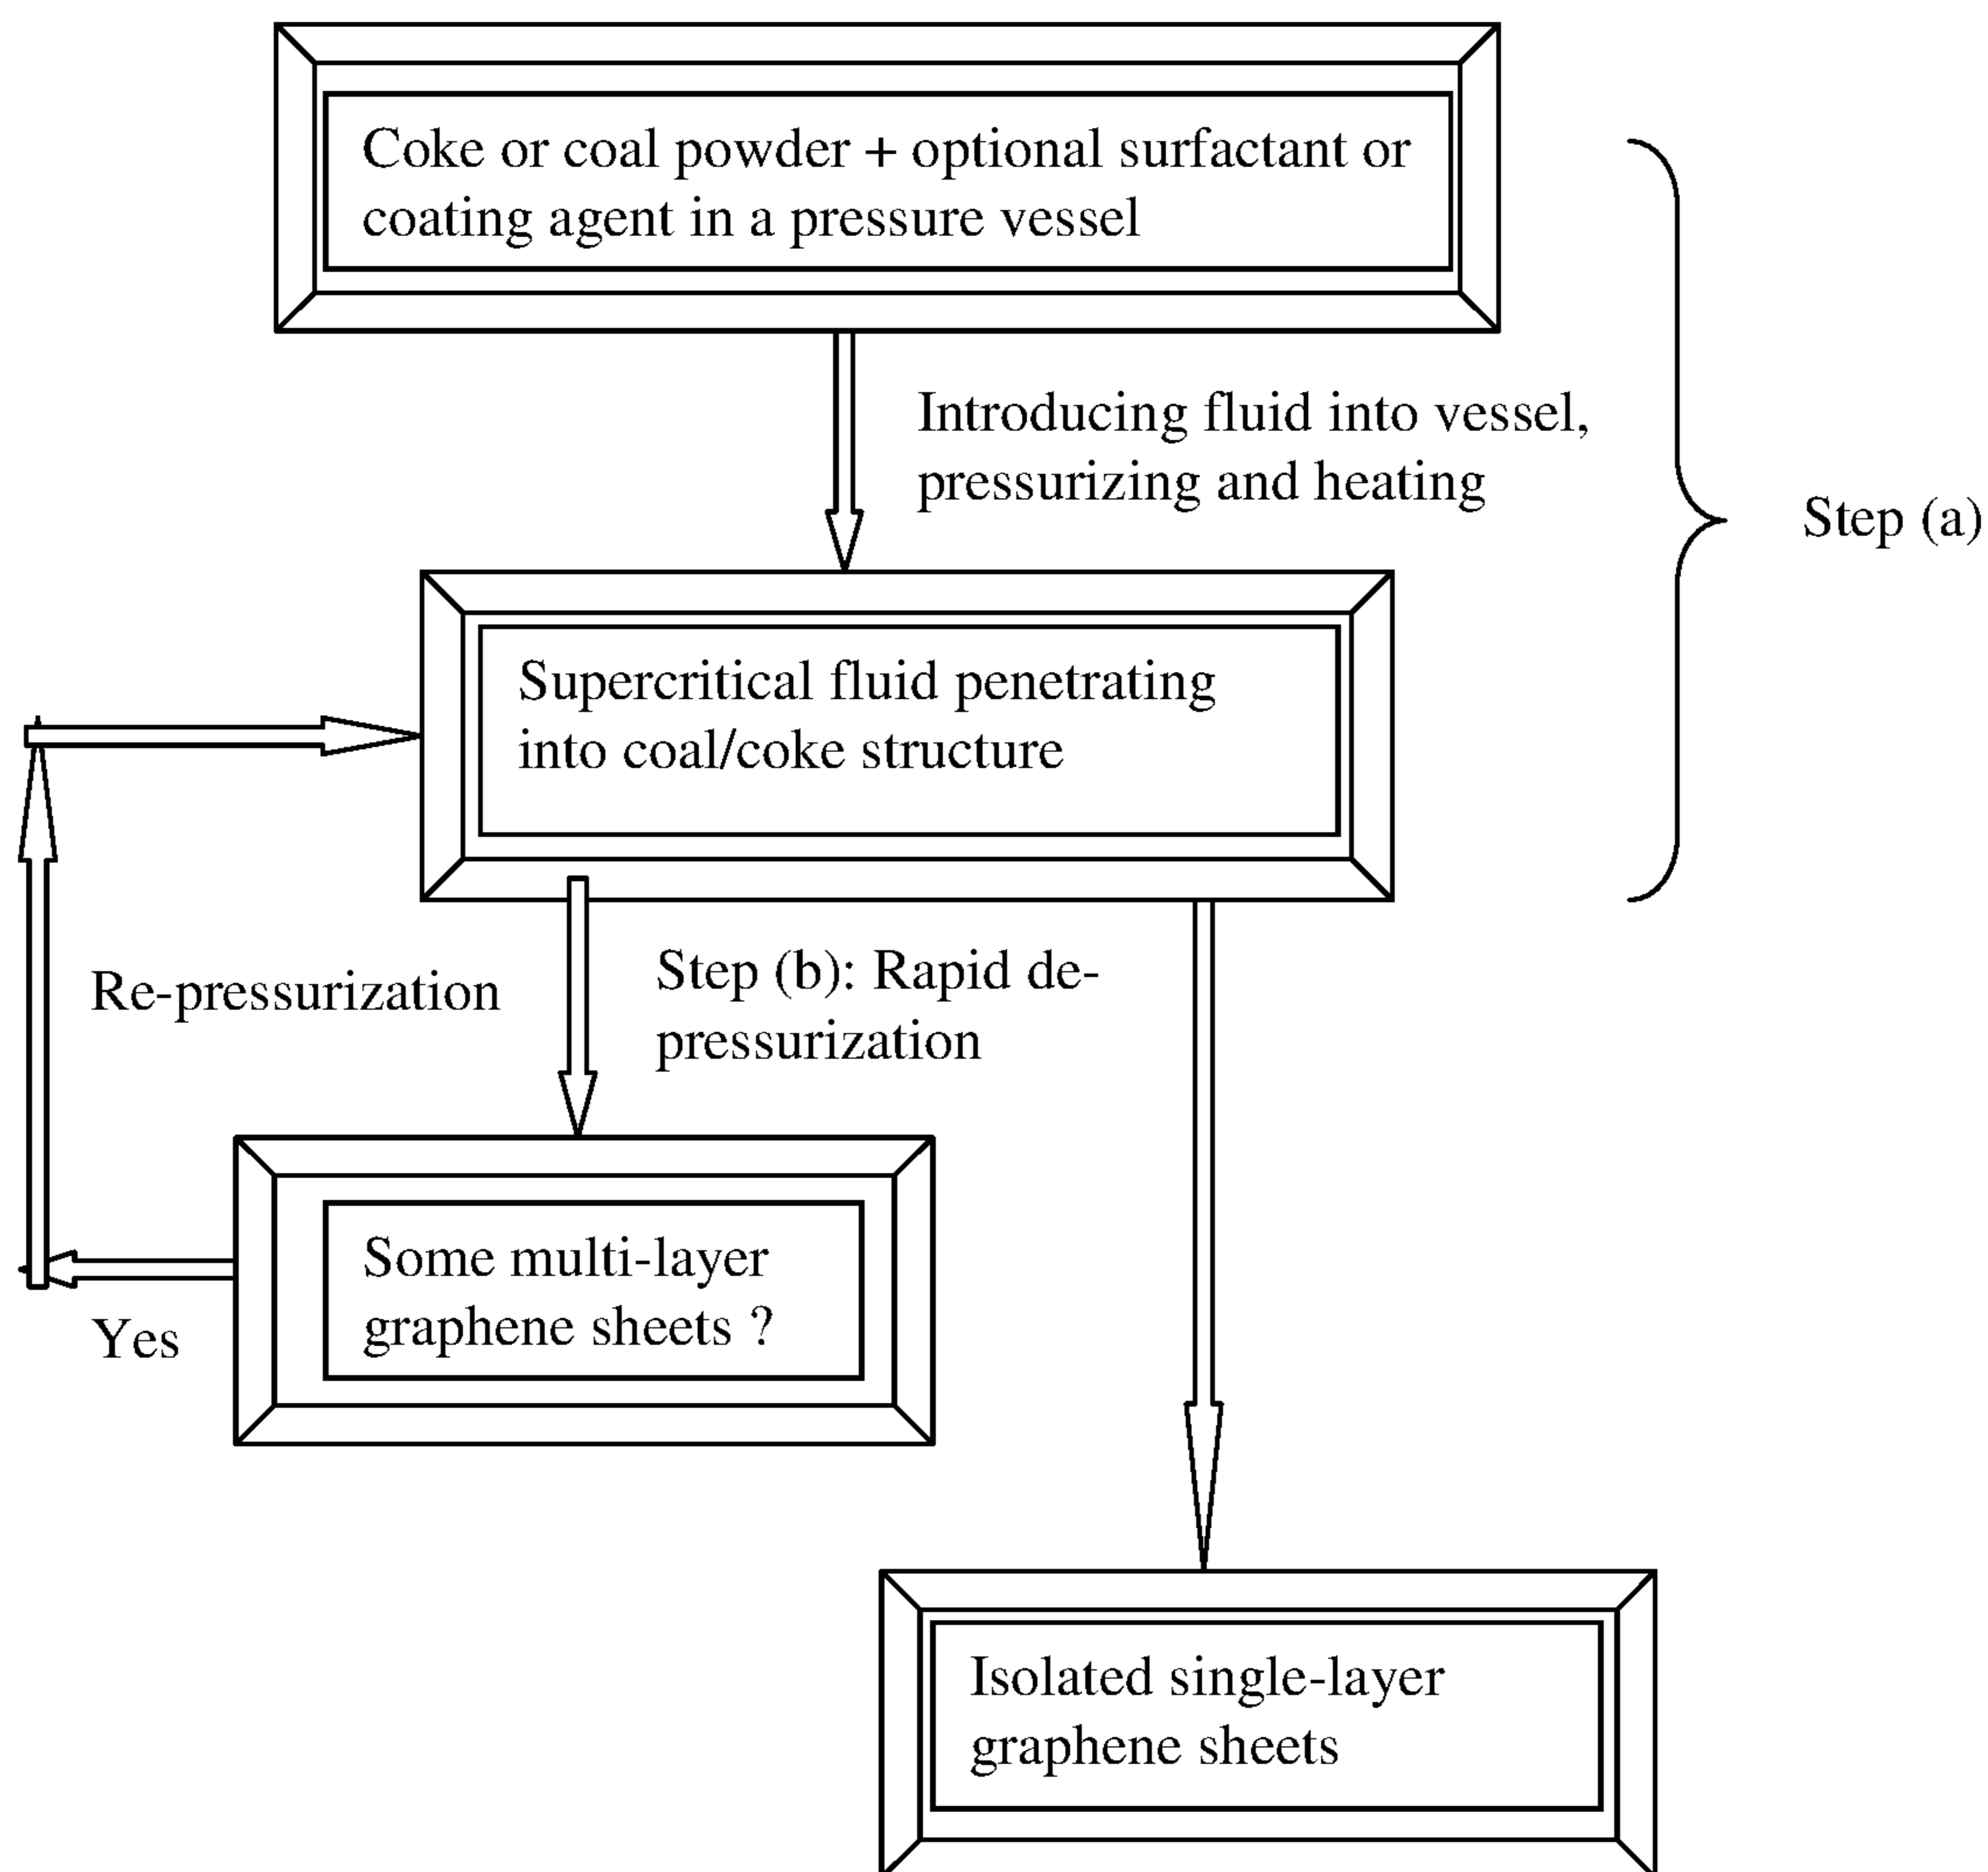 Coke or coal powder + optional surfactant or
coating agent in a pressure vessel
Introducing fluid into vessel,
pressurizing and heating
Step (a)
Supercritical fluid penetrating
into coal/coke structure
Re-pressurization
Step (b): Rapid de-
pressurization
Some multi-layer
graphene sheets ?
Yes
Isolated single-layer
graphene sheets